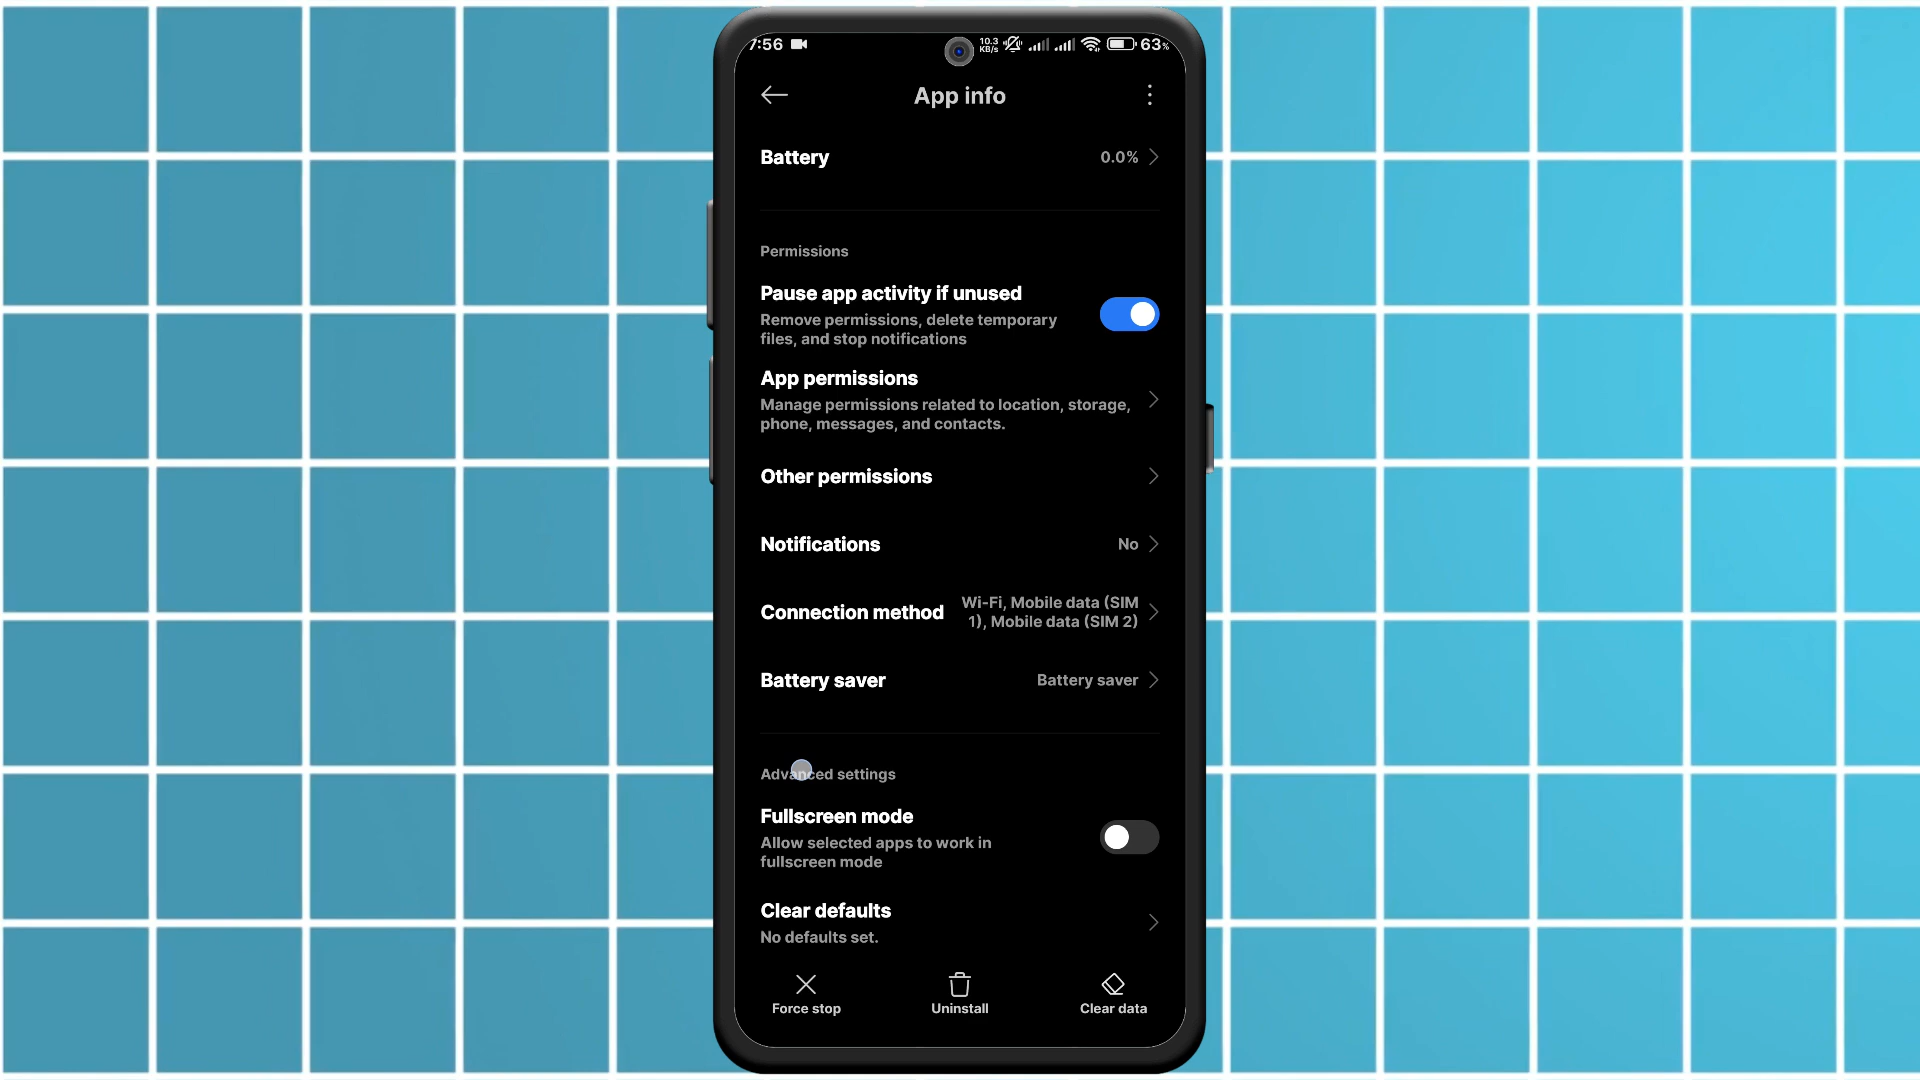 7:56 10.3 KB/s 63%
App info
Battery 0.0%
Permissions
Pause app activity if unused
Remove permissions, delete temporary
files, and stop notifications
App permissions
Manage permissions related to location, storage,
phone, messages, and contacts.
Other permissions
Notifications No
Connection method Wi-Fi, Mobile data (SIM
1), Mobile data (SIM 2)
Battery saver Battery saver
Advanced settings
Fullscreen mode
Allow selected apps to work in
fullscreen mode
Clear defaults
No defaults set.
Force stop Uninstall Clear data